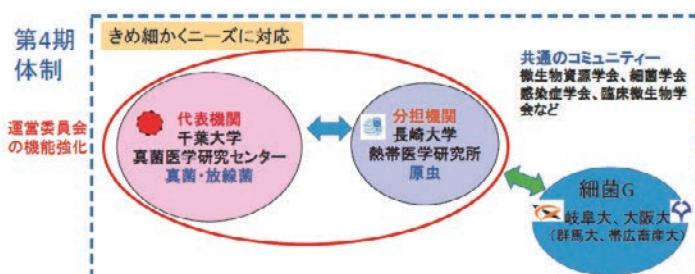 第4期
体制
きめ細かくニーズに対応
運営委員会
の機能強化
代表機関
千葉大学
真菌医学研究センター
真菌・放線菌
分担機関
長崎大学
熱帯医学研究所
原虫
共通のコミュニティー
微生物資源学会、細菌学会
感染症学会、臨床微生物学
会など
細菌G
岐阜大、大阪大
（群馬大、帯広畜産大）